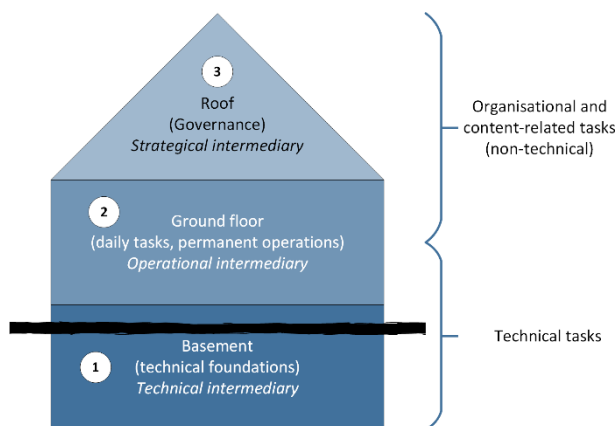 3
Roof
(Governance)
Strategical intermediary
Organisational and
content-related tasks
(non-technical)
2
Ground floor
(daily tasks, permanent operations)
Operational intermediary
Technical tasks
1
Basement
(technical foundations)
Technical intermediary